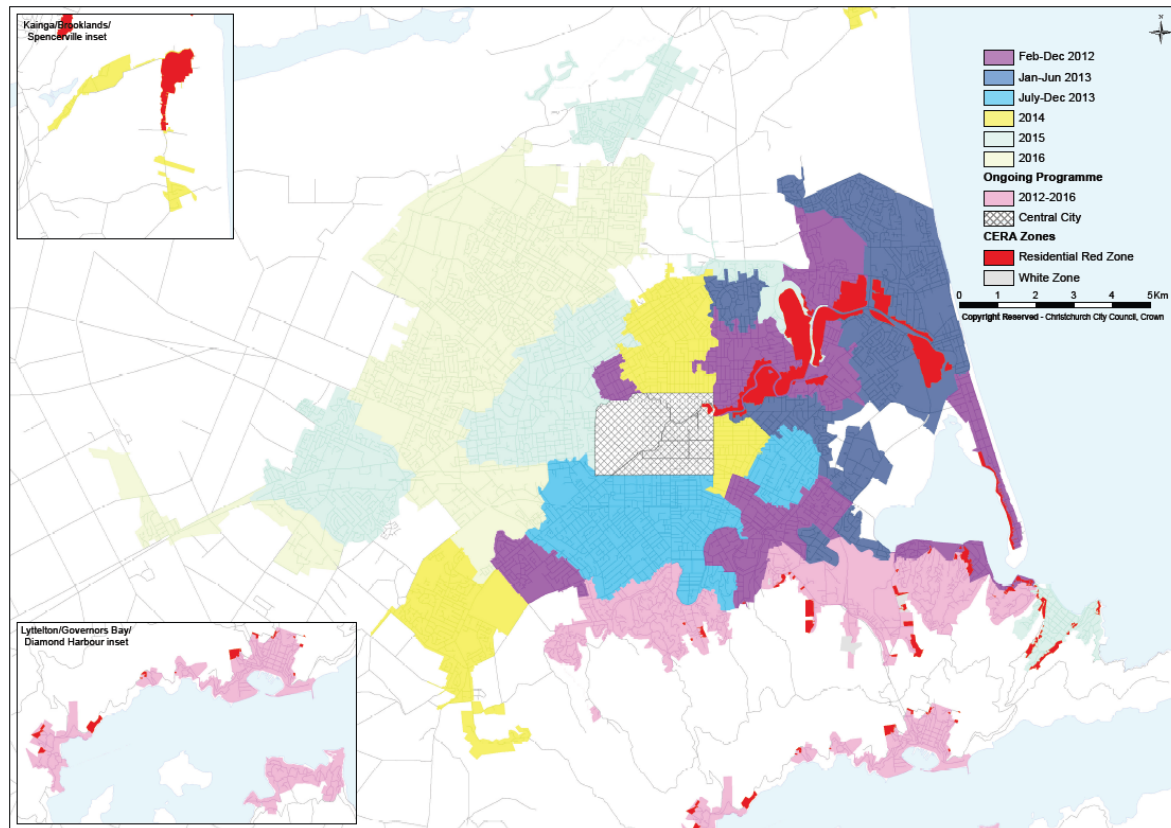 Kainga/Brooklands/
Spencerville inset
Feb-Dec 2012
Jan-Jun 2013
July-Dec 2013
2014
2015
2016
Ongoing Programme
2012-2016
Central City
CERA Zones
Residential Red Zone
White Zone
0 1 2 3 4 5Km
Copyright Reserved - Christchurch City Council, Crown
Lyttelton/Governors Bay/
Diamond Harbour inset